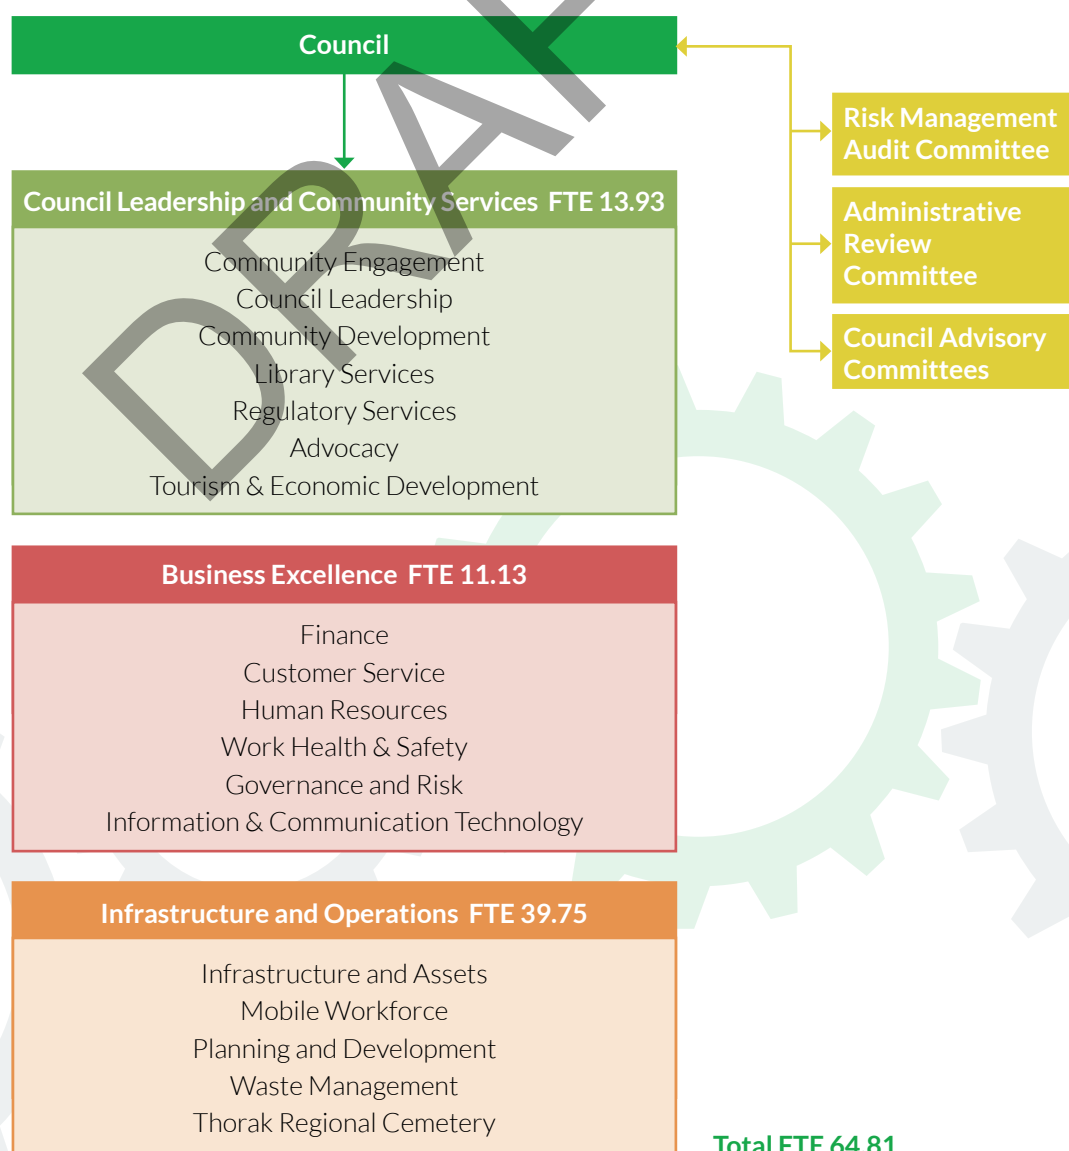 Council
Risk Management
Audit Committee
Administrative
Review
Committee
Council Advisory
Committees
Council Leadership and Community Services FTE 13.93
Community Engagement
Council Leadership
Community Development
Library Services
Regulatory Services
Advocacy
Tourism & Economic Development
Business Excellence FTE 11.13
Finance
Customer Service
Human Resources
Work Health & Safety
Governance and Risk
Information & Communication Technology
Infrastructure and Operations FTE 39.75
Infrastructure and Assets
Mobile Workforce
Planning and Development
Waste Management
Thorak Regional Cemetery
Total FTE 64.81